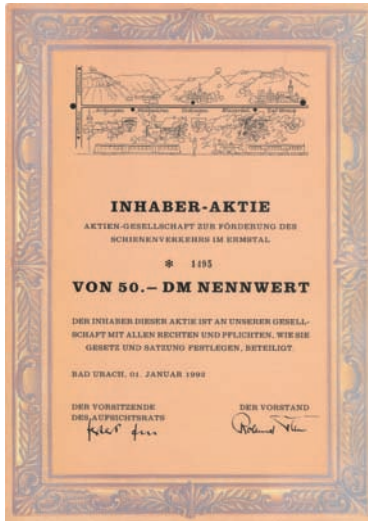 INHABER-AKTIE
AKTIEN-GESELLSCHAFT ZUR FÖRDERUNG DES
SCHIENENVERKEHRS IM ERMSTAL
* 1495
VON 50.– DM NENNWERT
DER INHABER DIESER AKTIE IST AN UNSERER GESELL-
SCHAFT MIT ALLEN RECHTEN UND PFLICHTEN, WIE SIE
GESETZ UND SATZUNG FESTLEGEN, BETEILIGT.
BAD URACH, 01. JANUAR 1992
DER VORSITZENDE DER VORSTAND
DES AUFSICHTSRATS